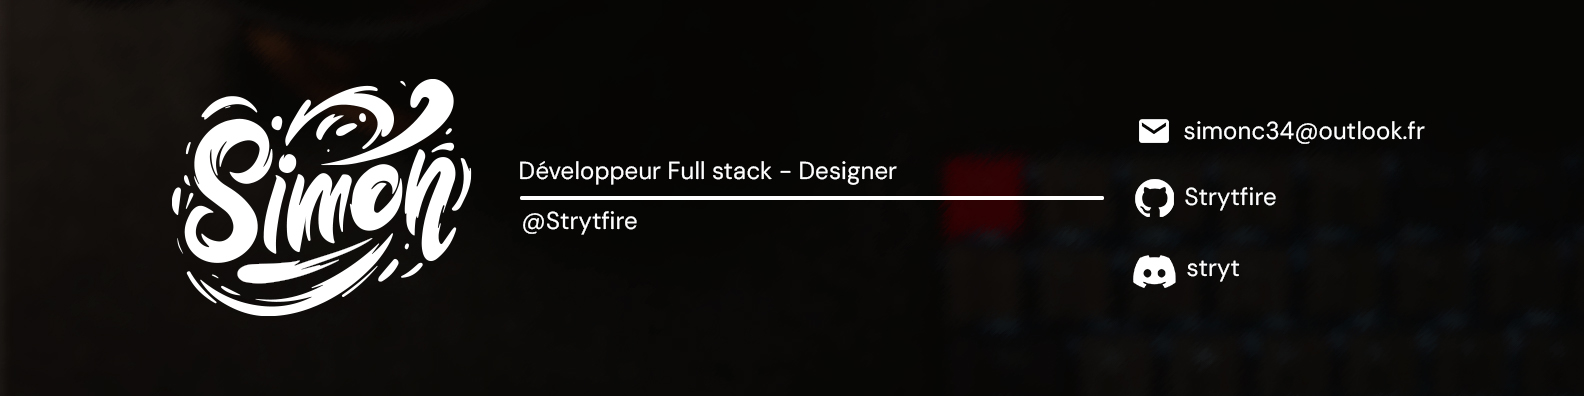 Simon
Développeur Full stack - Designer
@Strytfire
simonc34@outlook.fr
Strytfire
stryt